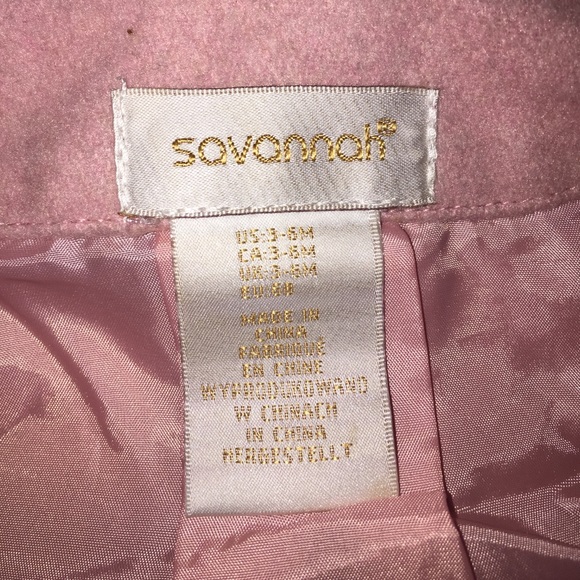 savannah®
US:3-6M
CA:3-6M
UK:3-6M
MADE IN
CHINA
FABRIQUÉ
EN CHINE
WYPRODUKOWANO
W CHINACH
IN CHINA
HERGESTELLT